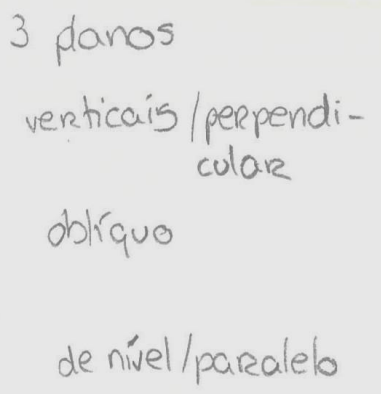 3 planos
verticais/perpendi-
cular
oblíquo
de nível/paralelo